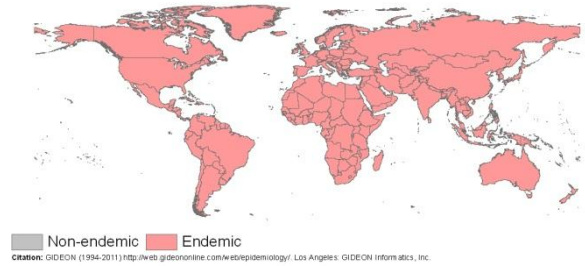 Non-endemic Endemic
Citation: GIDEON (1994-2011) http://web.gideononline.com/web/epidemiology/. Los Angeles: GIDEON Informatics, Inc.